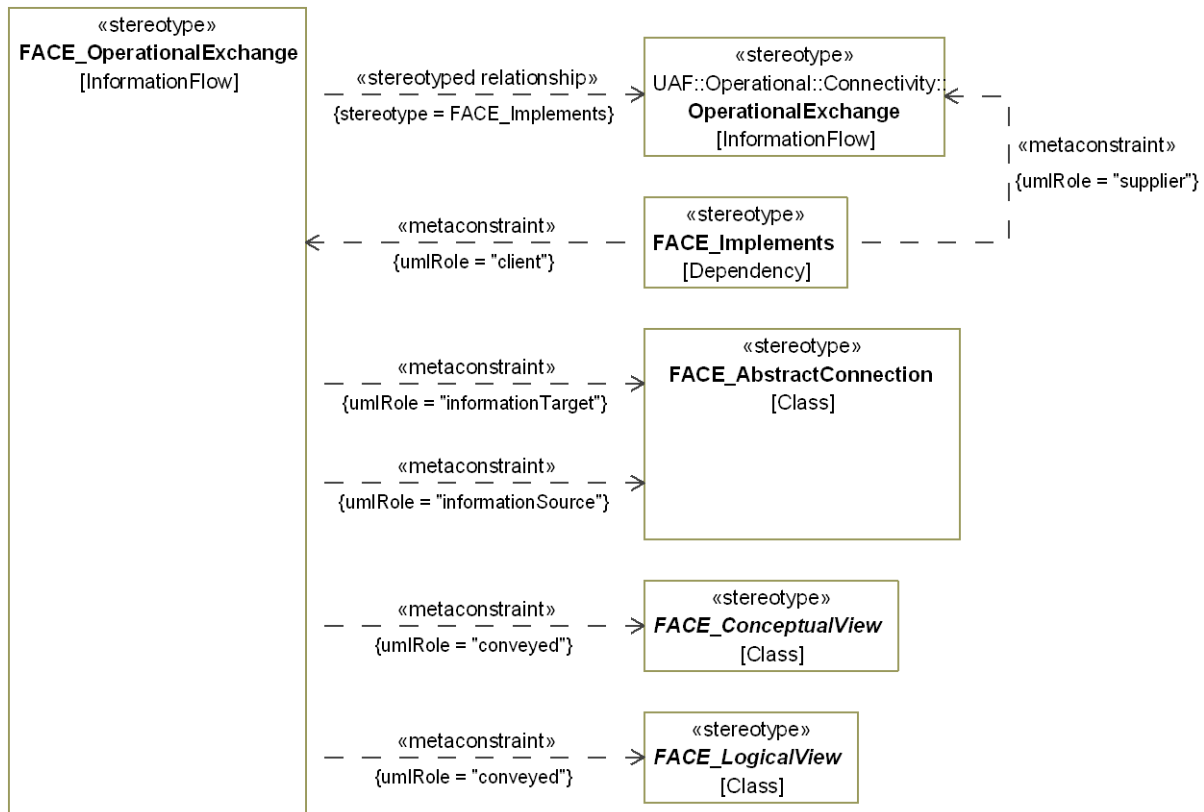 «stereotype»
FACE_OperationalExchange
[InformationFlow]
«stereotyped relationship»
{stereotype = FACE_Implements}
«stereotype»
UAF::Operational::Connectivity::
OperationalExchange
[InformationFlow]
«metaconstraint»
{umlRole = "supplier"}
«metaconstraint»
{umlRole = "client"}
«stereotype»
FACE_Implements
[Dependency]
«metaconstraint»
{umlRole = "informationTarget"}
«stereotype»
FACE_AbstractConnection
[Class]
«metaconstraint»
{umlRole = "informationSource"}
«metaconstraint»
{umlRole = "conveyed"}
«stereotype»
FACE_ConceptualView
[Class]
«metaconstraint»
{umlRole = "conveyed"}
«stereotype»
FACE_LogicalView
[Class]